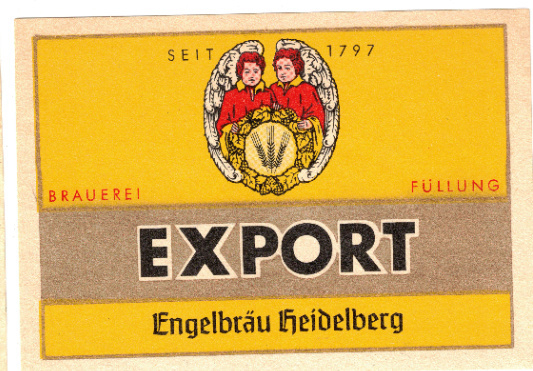 SEIT 1797
BRAUEREI FÜLLUNG
EXPORT
Engelbräu Heidelberg